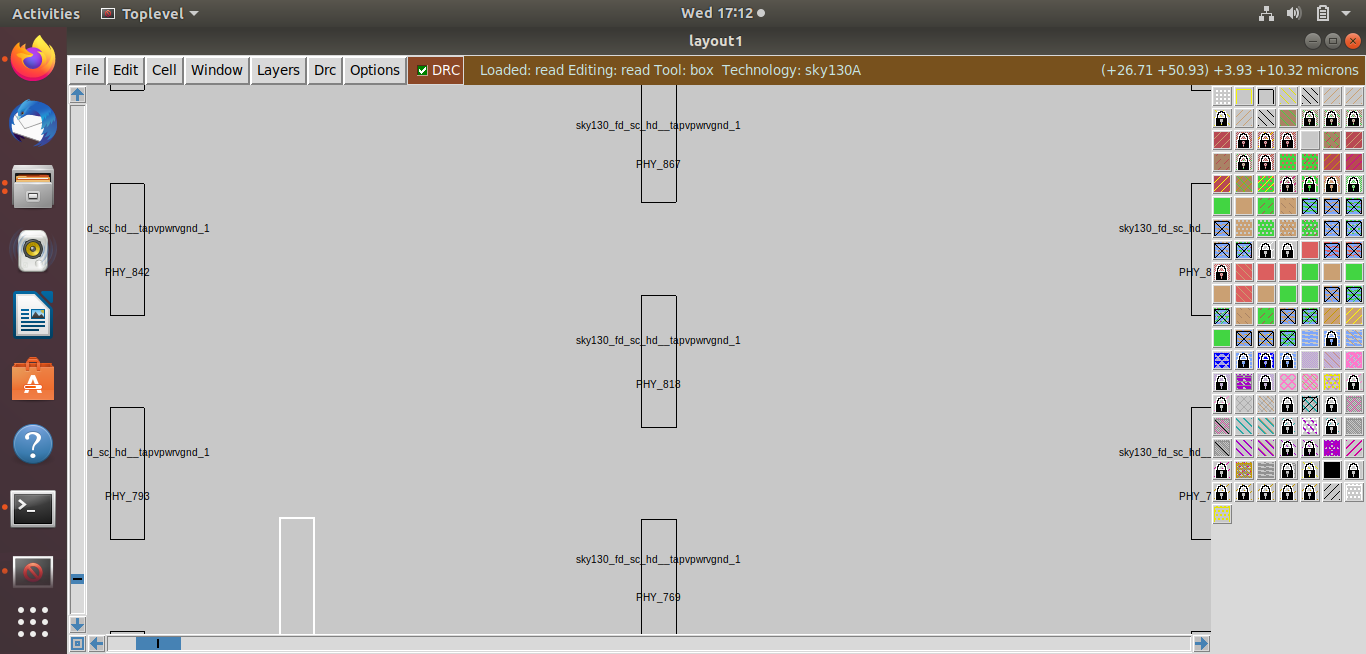 Activities Toplevel Wed 17:12
layout1
File Edit Cell Window Layers Drc Options DRC Loaded: read Editing: read Tool: box Technology: sky130A (+26.71 +50.93) +3.93 +10.32 microns
sky130_fd_sc_hd__tapvpwrvgnd_1
PHY_867
d_sc_hd__tapvpwrvgnd_1 sky130_fd_sc_hd__
PHY_842 PHY_8
sky130_fd_sc_hd__tapvpwrvgnd_1
PHY_818
d_sc_hd__tapvpwrvgnd_1 sky130_fd_sc_hd__
PHY_793 PHY_7
sky130_fd_sc_hd__tapvpwrvgnd_1
PHY_769